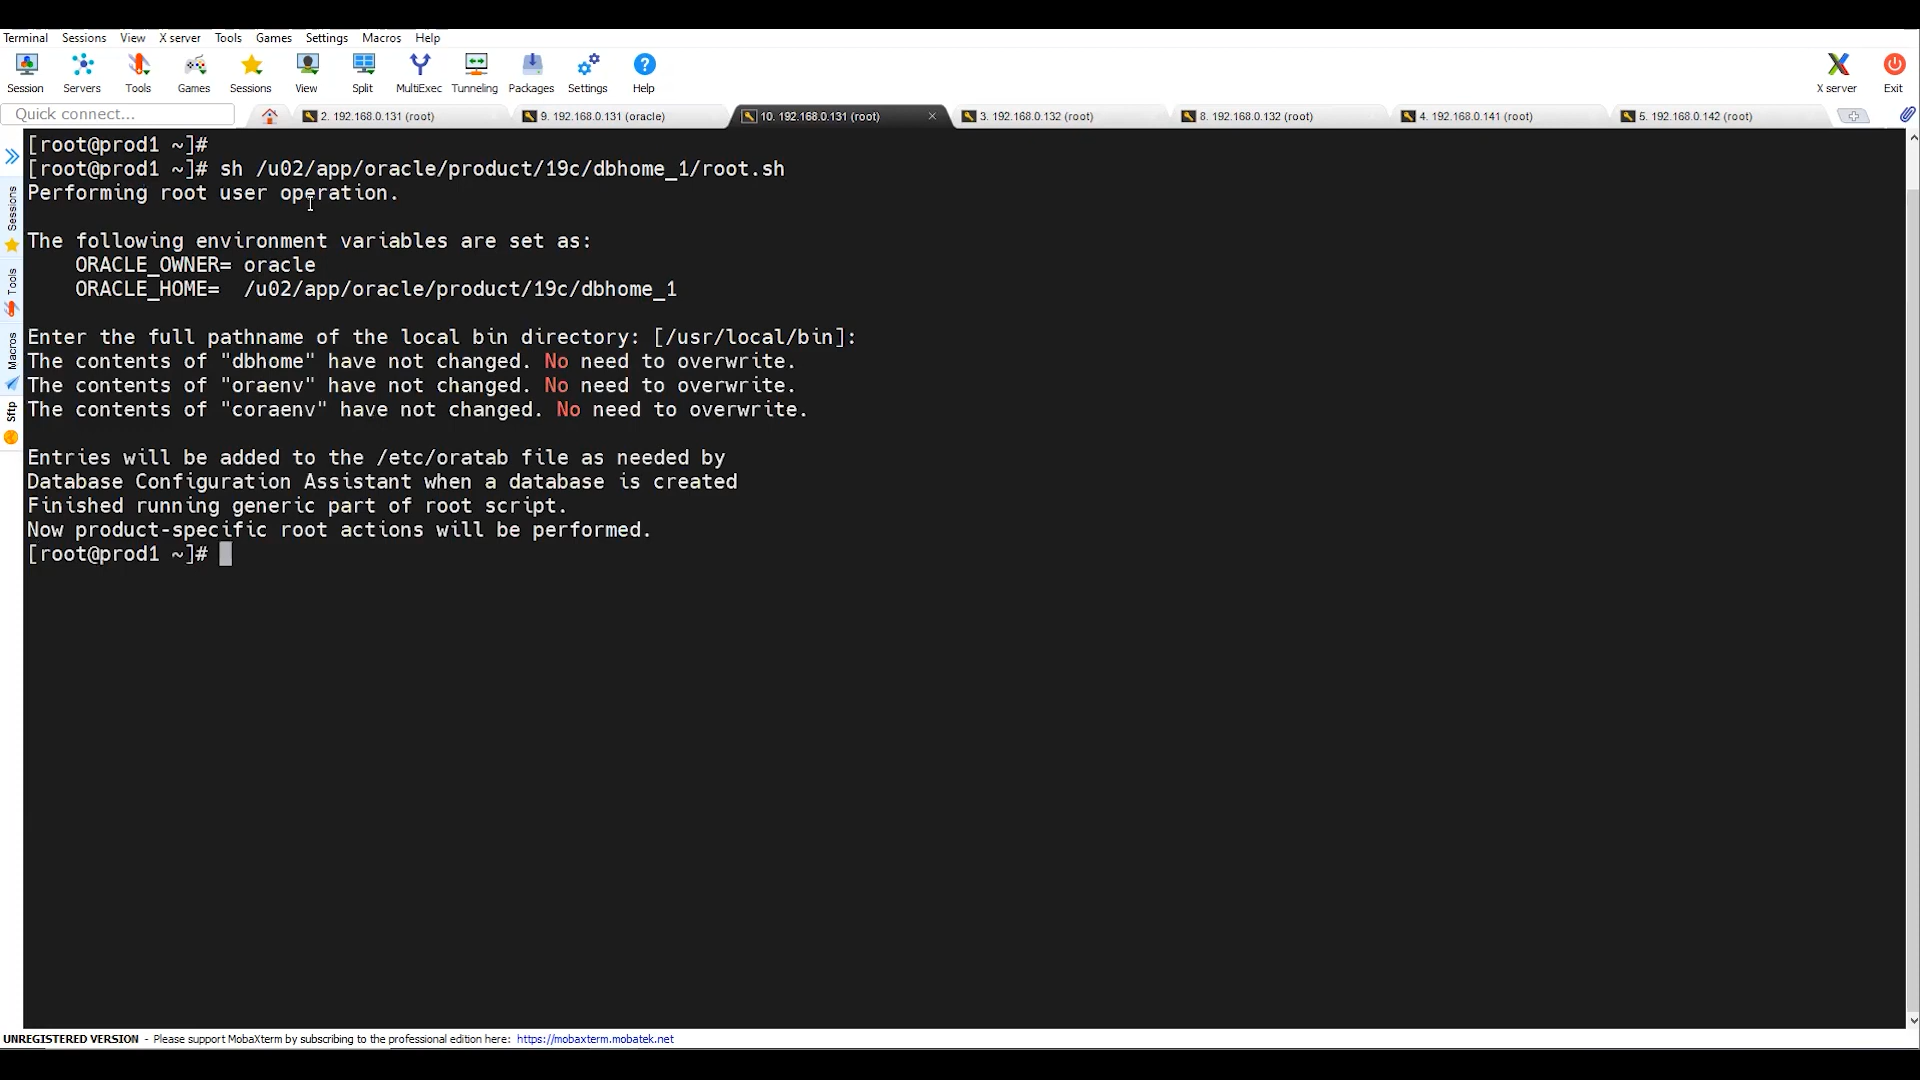 Terminal Sessions View X server Tools Games Settings Macros Help
Session Servers Tools Games Sessions View Split MultiExec Tunneling Packages Settings Help X server Exit
Quick connect... 2. 192.168.0.131 (root) 9. 192.168.0.131 (oracle) 10. 192.168.0.131 (root) 3. 192.168.0.132 (root) 8. 192.168.0.132 (root) 4. 192.168.0.141 (root) 5. 192.168.0.142 (root)
Sessions
Tools
Macros
Sftp
[root@prod1 ~]#
[root@prod1 ~]# sh /u02/app/oracle/product/19c/dbhome_1/root.sh
Performing root user operation.
The following environment variables are set as:
ORACLE_OWNER= oracle
ORACLE_HOME=  /u02/app/oracle/product/19c/dbhome_1
Enter the full pathname of the local bin directory: [/usr/local/bin]:
The contents of "dbhome" have not changed. No need to overwrite.
The contents of "oraenv" have not changed. No need to overwrite.
The contents of "coraenv" have not changed. No need to overwrite.
Entries will be added to the /etc/oratab file as needed by
Database Configuration Assistant when a database is created
Finished running generic part of root script.
Now product-specific root actions will be performed.
[root@prod1 ~]#
UNREGISTERED VERSION - Please support MobaXterm by subscribing to the professional edition here: https://mobaxterm.mobatek.net